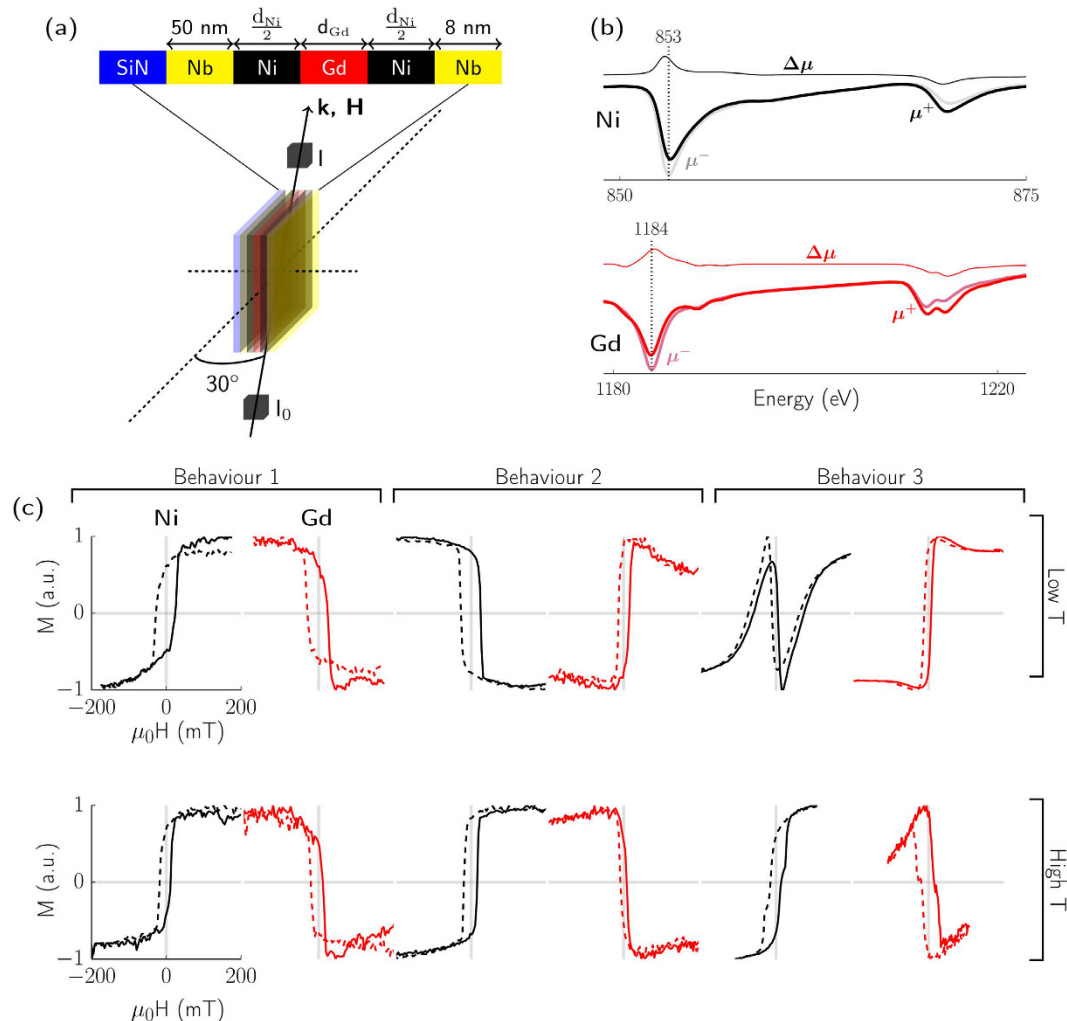 (a)
50 nm d_Ni/2 d_Gd d_Ni/2 8 nm
SiN Nb Ni Gd Ni Nb
k, H
I
30°
I₀
(b)
853
Δμ
μ⁺
Ni
μ⁻
850 875
1184
Δμ
μ⁺
Gd
μ⁻
1180 1220
Energy (eV)
(c)
Behaviour 1 Behaviour 2 Behaviour 3
Ni Gd
1
M (a.u.)
0
-1
-200 0 200
μ₀H (mT)
Low T
1
M (a.u.)
0
-1
-200 0 200
μ₀H (mT)
High T